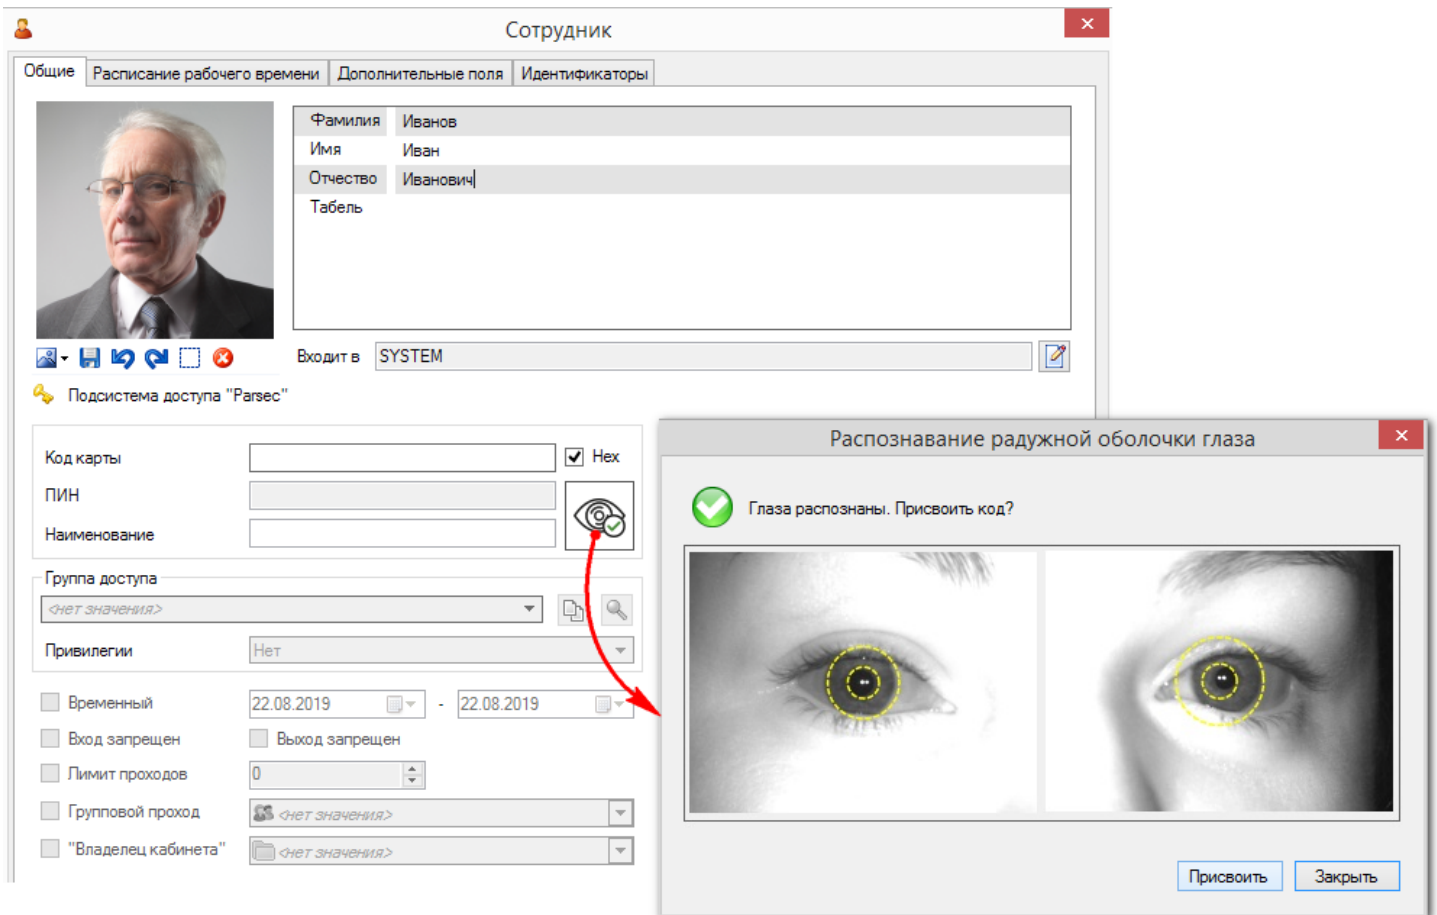 Сотрудник
Общие Расписание рабочего времени Дополнительные поля Идентификаторы
Фамилия Иванов
Имя Иван
Отчество Иванович
Табель
Входит в SYSTEM
Подсистема доступа "Parsec"
Код карты Hex
ПИН
Наименование
Группа доступа
<нет значения>
Привилегии Нет
Временный 22.08.2019 - 22.08.2019
Вход запрещен Выход запрещен
Лимит проходов 0
Групповой проход <нет значения>
"Владелец кабинета" <нет значения>
Распознавание радужной оболочки глаза
Глаза распознаны. Присвоить код?
Присвоить Закрыть